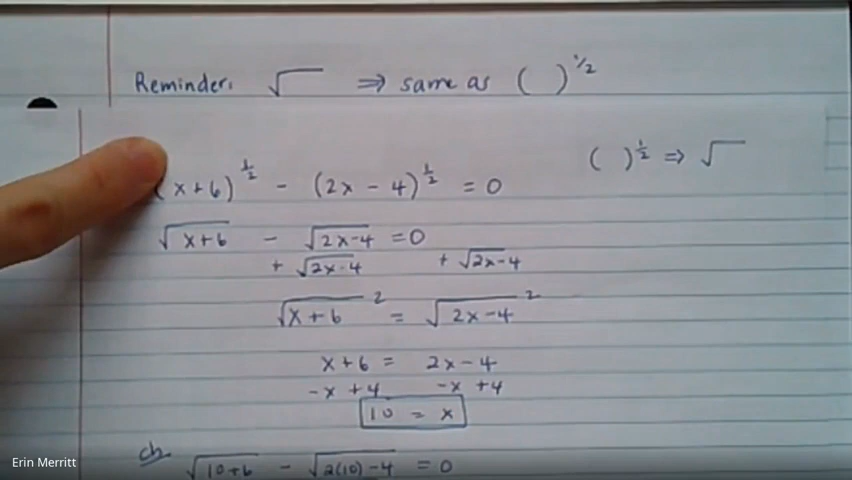 Reminder: √ ⇒ same as ( )^1/2
( )^1/2 ⇒ √
(x+6)^1/2 - (2x-4)^1/2 = 0
√x+6 - √2x-4 = 0
+ √2x-4 + √2x-4
√x+6 ^2 = √2x-4 ^2
x+6 = 2x-4
-x +4 -x +4
10 = x
ch √10+6 - √2(10)-4 = 0
Erin Merritt